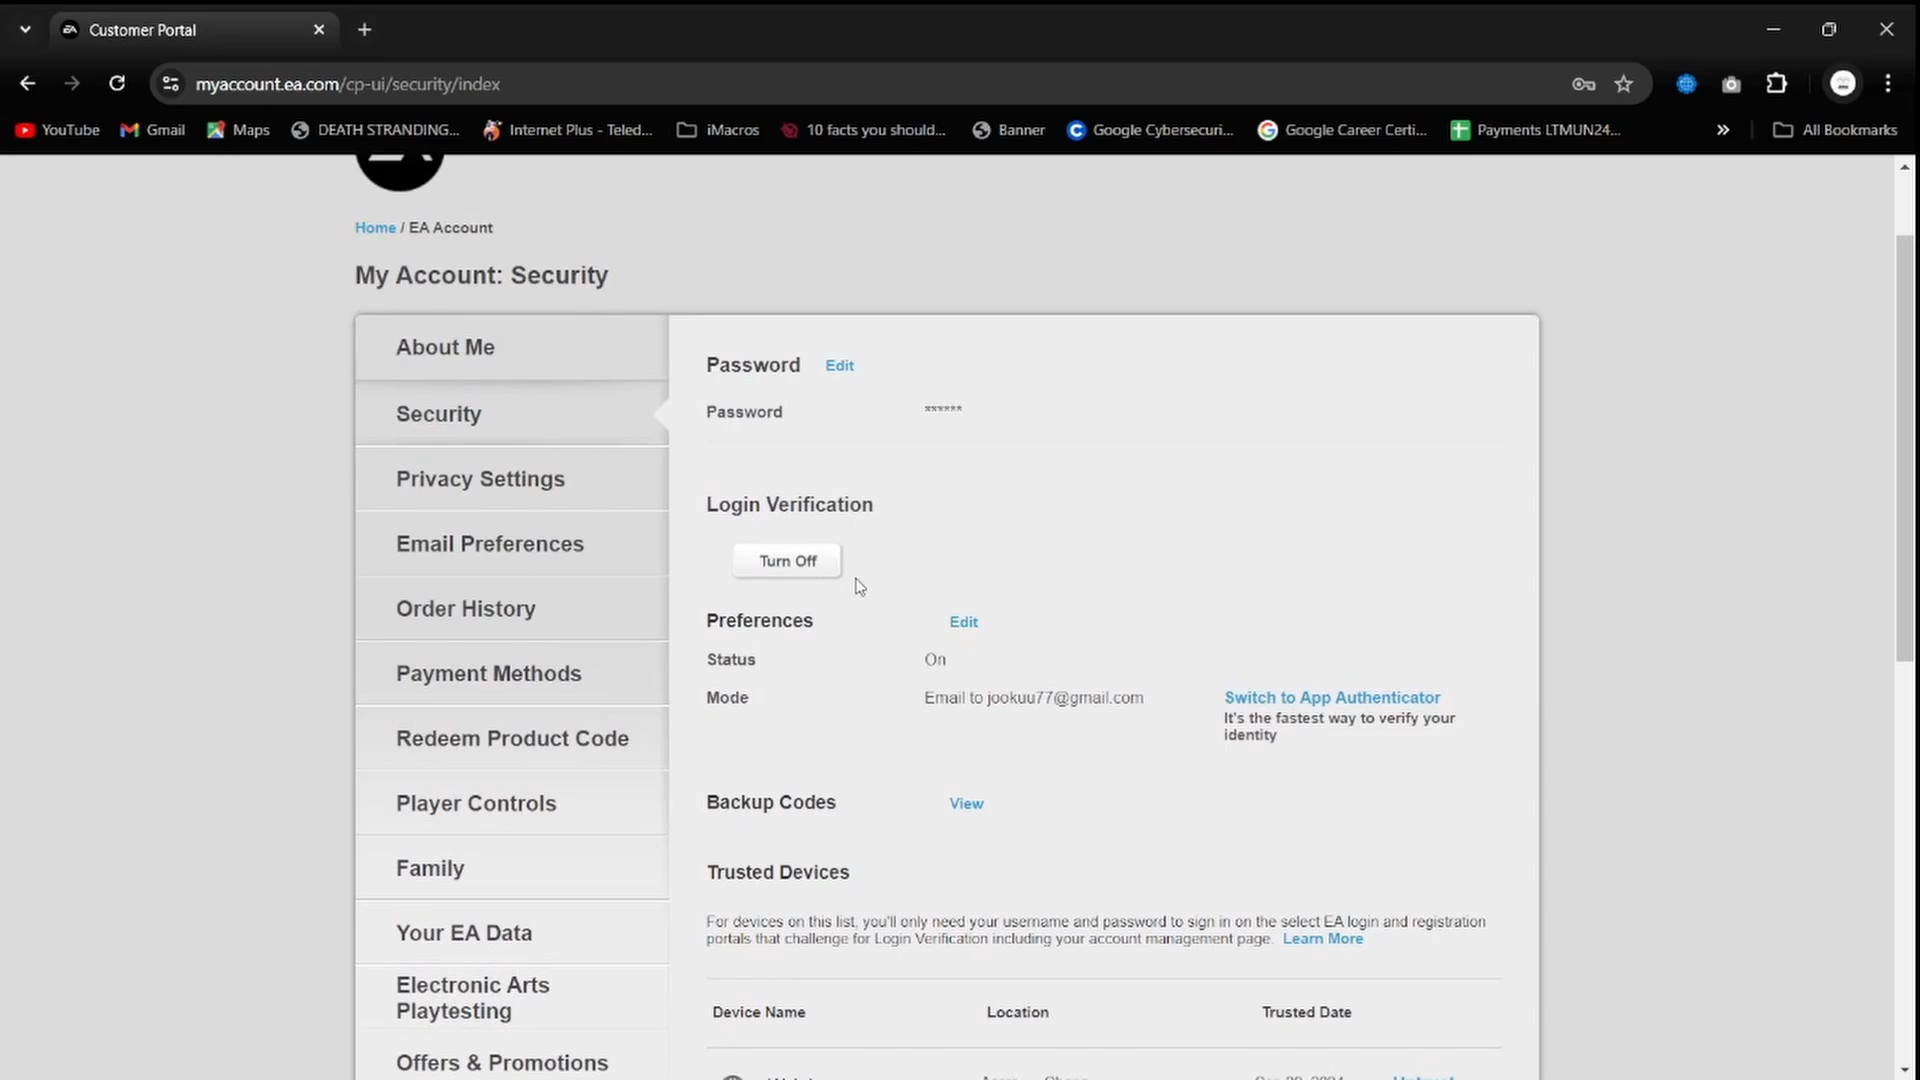 Customer Portal
myaccount.ea.com/cp-ui/security/index
YouTube
Gmail
Maps
DEATH STRANDING...
Internet Plus - Teled...
iMacros
10 facts you should...
Banner
Google Cybersecuri...
Google Career Certi...
Payments LTMUN24...
All Bookmarks
Home / EA Account
My Account: Security
About Me
Security
Privacy Settings
Email Preferences
Order History
Payment Methods
Redeem Product Code
Player Controls
Family
Your EA Data
Electronic Arts
Playtesting
Offers & Promotions
Password Edit
Password ******
Login Verification
Turn Off
Preferences Edit
Status On
Mode Email to jookuu77@gmail.com Switch to App Authenticator
It's the fastest way to verify your
identity
Backup Codes View
Trusted Devices
For devices on this list, you'll only need your username and password to sign in on the select EA login and registration
portals that challenge for Login Verification including your account management page. Learn More
Device Name Location Trusted Date